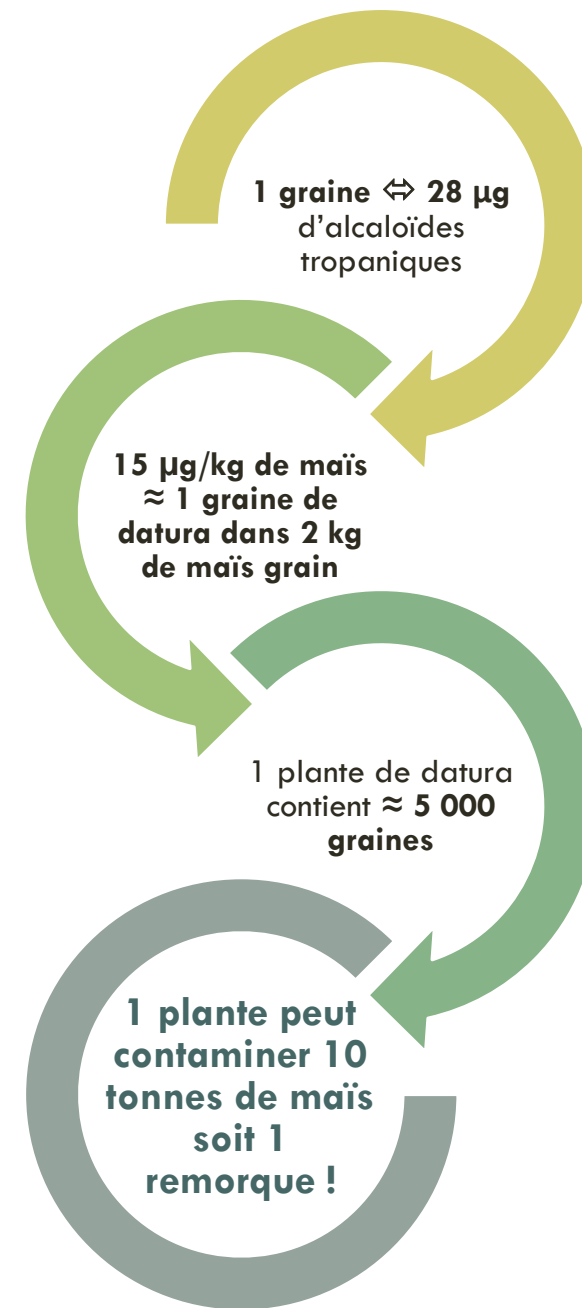 1 graine ⇔ 28 µg
d’alcaloïdes
tropaniques
15 µg/kg de maïs
≈ 1 graine de
datura dans 2 kg
de maïs grain
1 plante de datura
contient ≈ 5 000
graines
1 plante peut
contaminer 10
tonnes de maïs
soit 1
remorque !